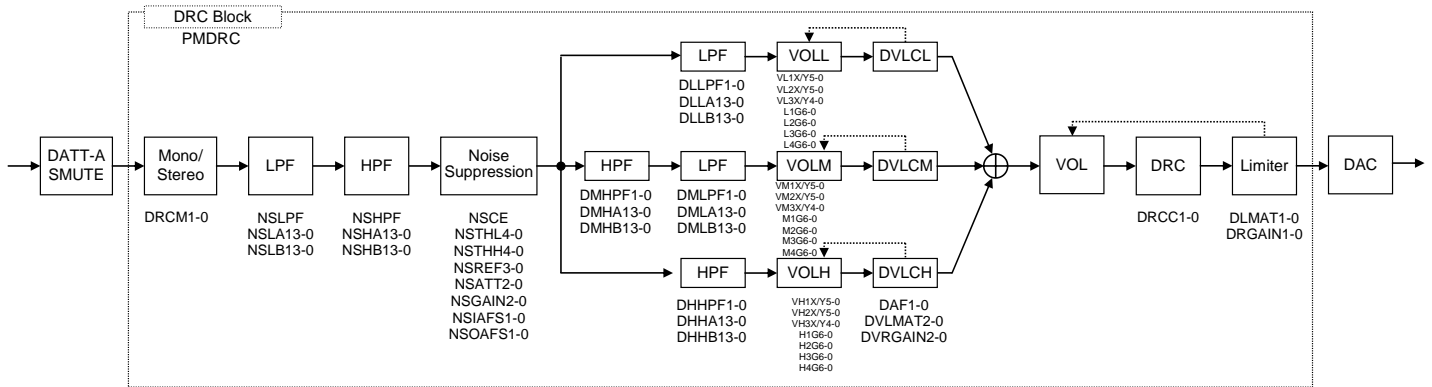 DRC Block
PMDRC
DATT-A
SMUTE
Mono/
Stereo
DRCM1-0
LPF
NSLPF
NSLA13-0
NSLB13-0
HPF
NSHPF
NSHA13-0
NSHB13-0
Noise
Suppression
NSCE
NSTHL4-0
NSTHH4-0
NSREF3-0
NSATT2-0
NSGAIN2-0
NSIAFS1-0
NSOAFS1-0
LPF
DLLPF1-0
DLLA13-0
DLLB13-0
VOLL
VL1X/Y5-0
VL2X/Y5-0
VL3X/Y4-0
L1G6-0
L2G6-0
L3G6-0
L4G6-0
DVLCL
HPF
DMHPF1-0
DMHA13-0
DMHB13-0
LPF
DMLPF1-0
DMLA13-0
DMLB13-0
VOLM
VM1X/Y5-0
VM2X/Y5-0
VM3X/Y4-0
M1G6-0
M2G6-0
M3G6-0
M4G6-0
DVLCM
HPF
DHHPF1-0
DHHA13-0
DHHB13-0
VOLH
VH1X/Y5-0
VH2X/Y5-0
VH3X/Y4-0
H1G6-0
H2G6-0
H3G6-0
H4G6-0
DVLCH
DAF1-0
DVLMAT2-0
DVRGAIN2-0
VOL
DRC
DRCC1-0
Limiter
DLMAT1-0
DRGAIN1-0
DAC